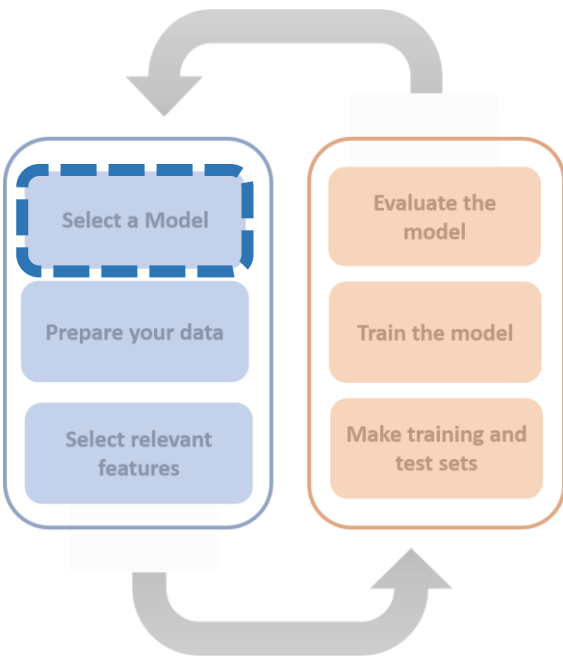 Select a Model
Prepare your data
Select relevant
features
Evaluate the
model
Train the model
Make training and
test sets